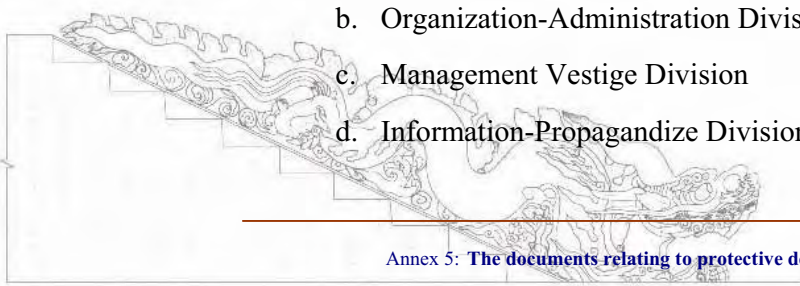 b. Organization-Administration Divis
c. Management Vestige Division
d. Information-Propagandize Division
Annex 5: The documents relating to protective d